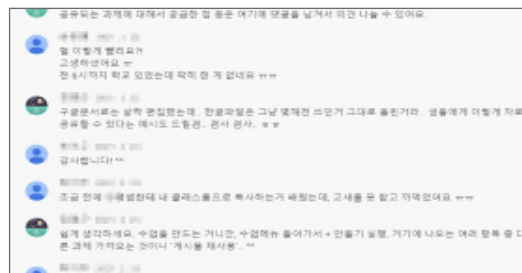 공유되는 과제에 대해서 궁금한 점 등은 여기에 댓글을 남겨서 의견 나눌 수 있어요.
헐 이렇게 빨리요?!
고생하셨어요 ㅠ
전 6시까지 학교 있었는데 딱히 한 게 없네요 ㅠㅠ
구글문서로는 살짝 편집했는데.. 한글파일은 그냥 몇해전 쓰던거 그대로 올린거라.. 샘들에게 이렇게 자료
공유할 수 있다는 예시도 드릴겸.. 겸사 겸사.. ㅎㅎ
감사합니다! ^^
조금 전에 샘한테 내 클래스룸으로 복사하는거 배웠는데, 고새를 못 참고 까먹었어요 ㅠㅠ
쉽게 생각하세요. 수업을 만드는 거니깐, 수업메뉴 들어가서 + 만들기 실행, 거기에 나오는 여러 항목 중 다
른 과제 가져오는 것이니 '게시물 재사용'.. ^^